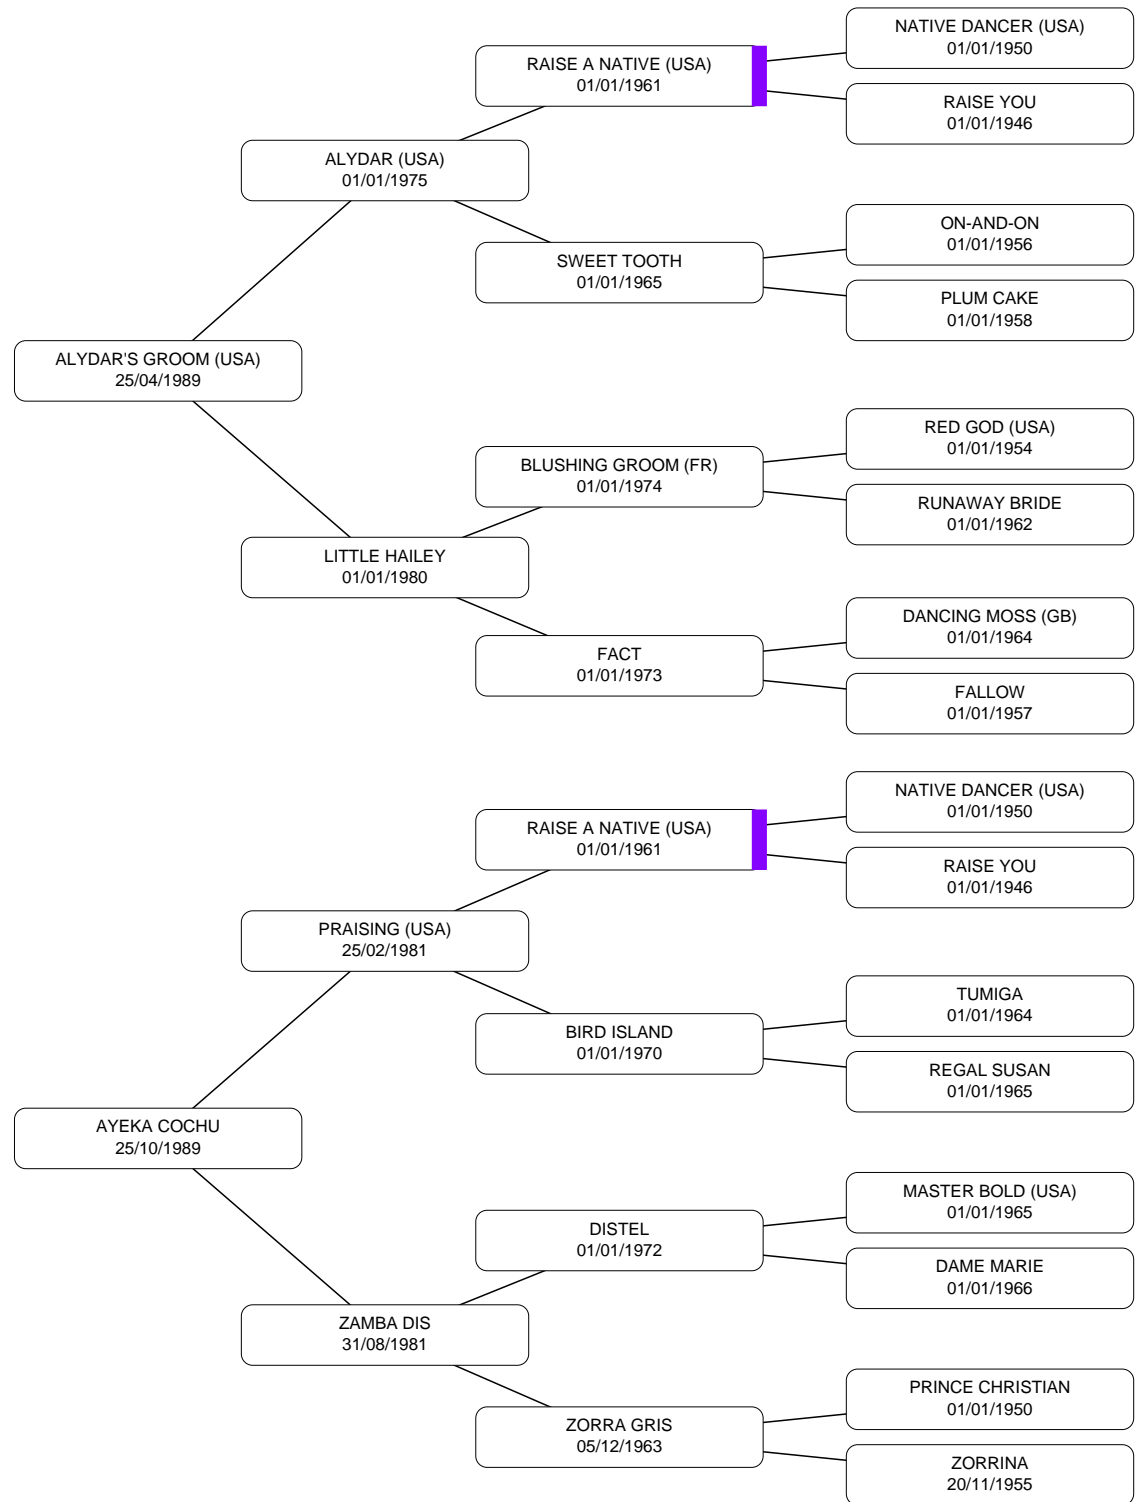 NATIVE DANCER (USA)
01/01/1950
RAISE A NATIVE (USA)
01/01/1961
RAISE YOU
01/01/1946
ALYDAR (USA)
01/01/1975
ON-AND-ON
01/01/1956
SWEET TOOTH
01/01/1965
PLUM CAKE
01/01/1958
ALYDAR'S GROOM (USA)
25/04/1989
RED GOD (USA)
01/01/1954
BLUSHING GROOM (FR)
01/01/1974
RUNAWAY BRIDE
01/01/1962
LITTLE HAILEY
01/01/1980
DANCING MOSS (GB)
01/01/1964
FACT
01/01/1973
FALLOW
01/01/1957
NATIVE DANCER (USA)
01/01/1950
RAISE A NATIVE (USA)
01/01/1961
RAISE YOU
01/01/1946
PRAISING (USA)
25/02/1981
TUMIGA
01/01/1964
BIRD ISLAND
01/01/1970
REGAL SUSAN
01/01/1965
AYEKA COCHU
25/10/1989
MASTER BOLD (USA)
01/01/1965
DISTEL
01/01/1972
DAME MARIE
01/01/1966
ZAMBA DIS
31/08/1981
PRINCE CHRISTIAN
01/01/1950
ZORRA GRIS
05/12/1963
ZORRINA
20/11/1955